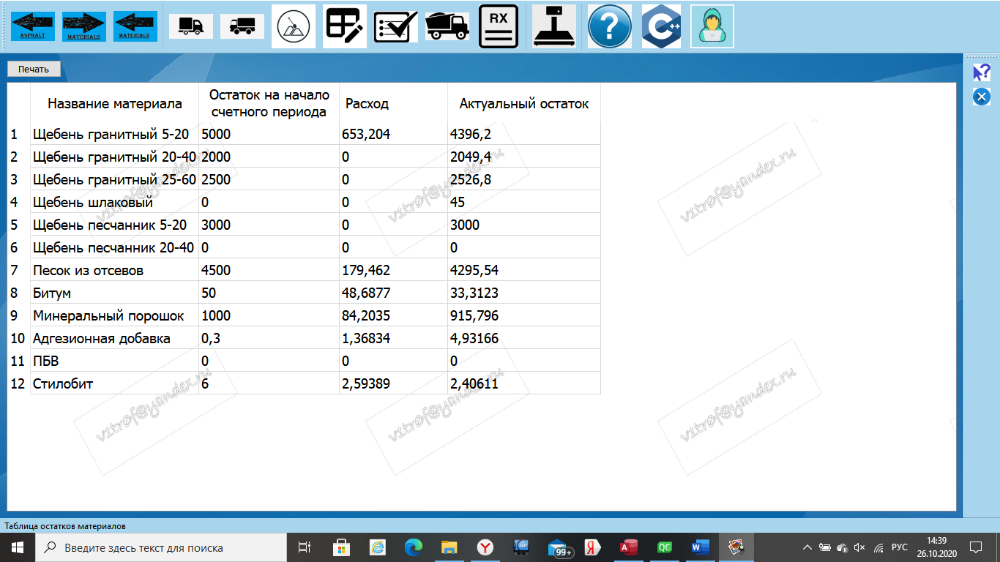 ASPHALT
MATERIALS
MATERIALS
RX
?
C++
Печать
?
Название материала Остаток на начало счетного периода Расход Актуальный остаток
1 Щебень гранитный 5-20 5000 653,204 4396,2
2 Щебень гранитный 20-40 2000 0 2049,4
3 Щебень гранитный 25-60 2500 0 2526,8
4 Щебень шлаковый 0 0 45
5 Щебень песчанник 5-20 3000 0 3000
6 Щебень песчанник 20-40 0 0 0
7 Песок из отсевов 4500 179,462 4295,54
8 Битум 50 48,6877 33,3123
9 Минеральный порошок 1000 84,2035 915,796
10 Адгезионная добавка 0,3 1,36834 4,93166
11 ПБВ 0 0 0
12 Стилобит 6 2,59389 2,40611
v1trof@yandex.ru
v1trof@yandex.ru
v1trof@yandex.ru
v1trof@yandex.ru
v1trof@yandex.ru
v1trof@yandex.ru
Таблица остатков материалов
Введите здесь текст для поиска
99+
QC
РУС
14:39
26.10.2020